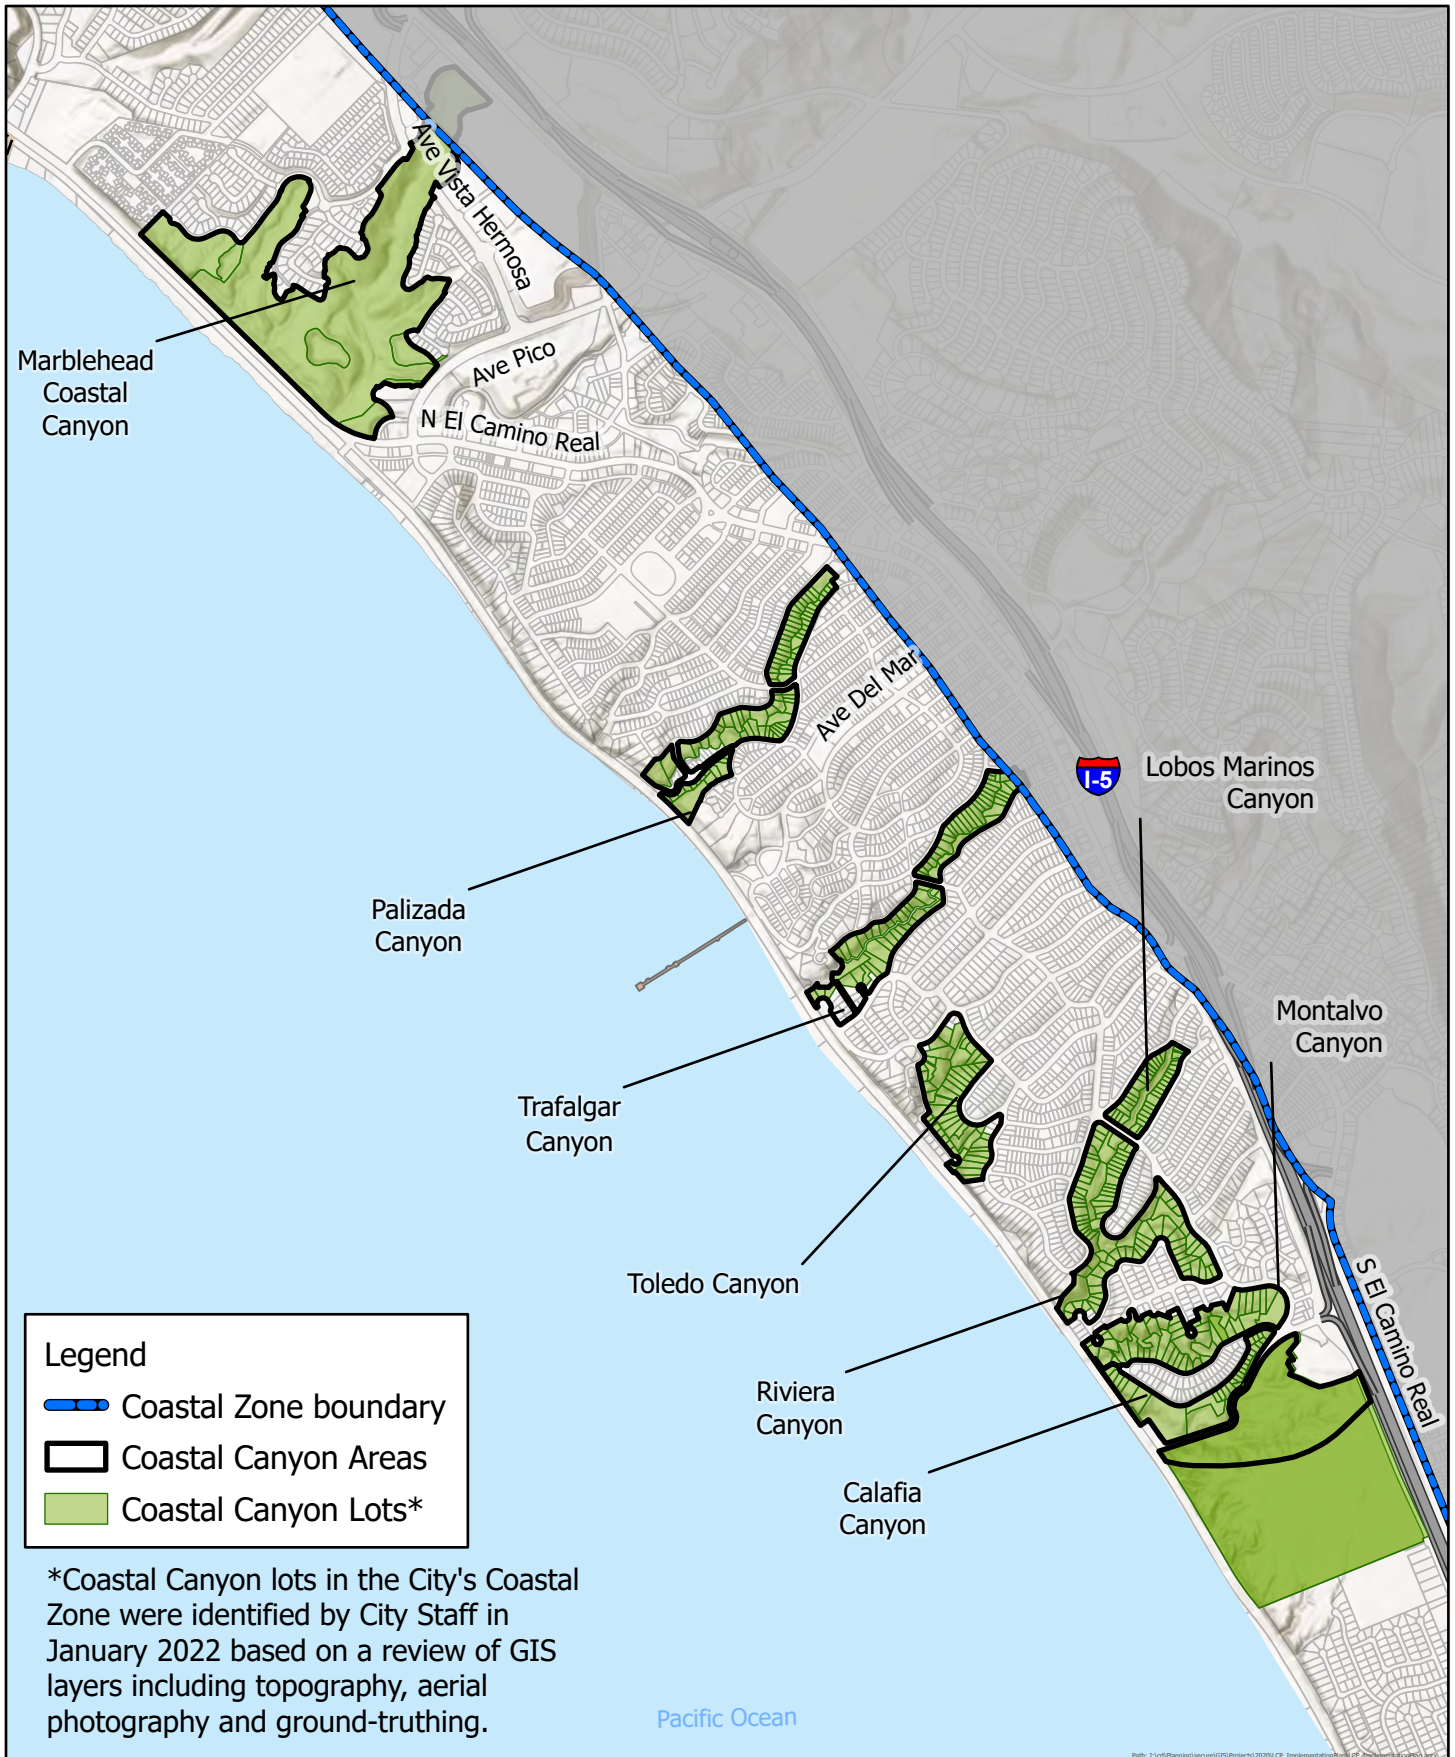 Ave Vista Hermosa
Marblehead
Coastal
Canyon
Ave Pico
N El Camino Real
Ave Del Mar
I-5
Lobos Marinos
Canyon
Palizada
Canyon
Montalvo
Canyon
Trafalgar
Canyon
Toledo Canyon
S El Camino Real
Riviera
Canyon
Calafia
Canyon
Legend
Coastal Zone boundary
Coastal Canyon Areas
Coastal Canyon Lots*
*Coastal Canyon lots in the City's Coastal
Zone were identified by City Staff in
January 2022 based on a review of GIS
layers including topography, aerial
photography and ground-truthing.
Pacific Ocean